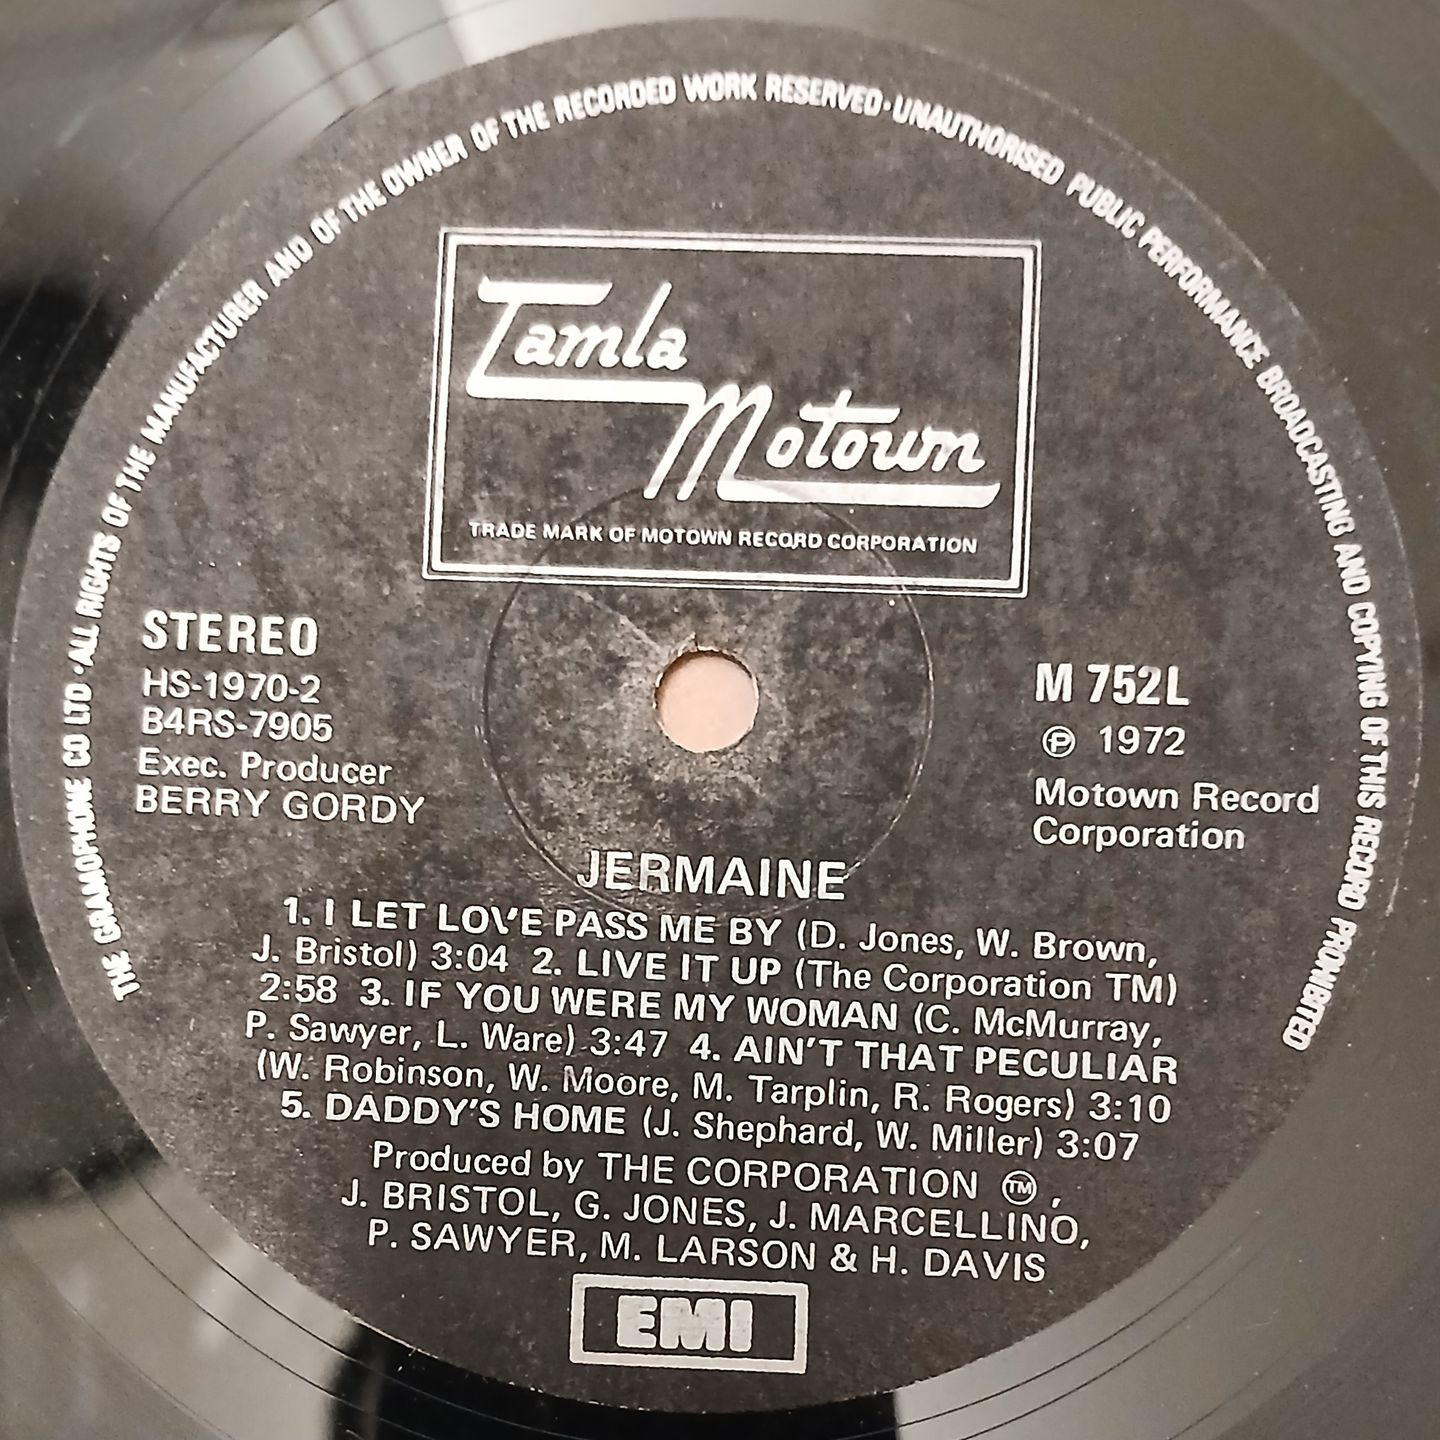 THE GRAMOPHONE CO LTD · ALL RIGHTS OF THE MANUFACTURER AND OF THE OWNER OF THE RECORDED WORK RESERVED · UNAUTHORISED PUBLIC PERFORMANCE BROADCASTING AND COPYING OF THIS RECORD PROHIBITED
Tamla
Motown
TRADE MARK OF MOTOWN RECORD CORPORATION
STEREO
HS-1970-2
B4RS-7905
Exec. Producer
BERRY GORDY
M 752L
℗ 1972
Motown Record
Corporation
JERMAINE
1. I LET LOVE PASS ME BY (D. Jones, W. Brown,
J. Bristol) 3:04 2. LIVE IT UP (The Corporation TM)
2:58 3. IF YOU WERE MY WOMAN (C. McMurray,
P. Sawyer, L. Ware) 3:47 4. AIN'T THAT PECULIAR
(W. Robinson, W. Moore, M. Tarplin, R. Rogers) 3:10
5. DADDY'S HOME (J. Shephard, W. Miller) 3:07
Produced by THE CORPORATION ™,
J. BRISTOL, G. JONES, J. MARCELLINO,
P. SAWYER, M. LARSON & H. DAVIS
EMI